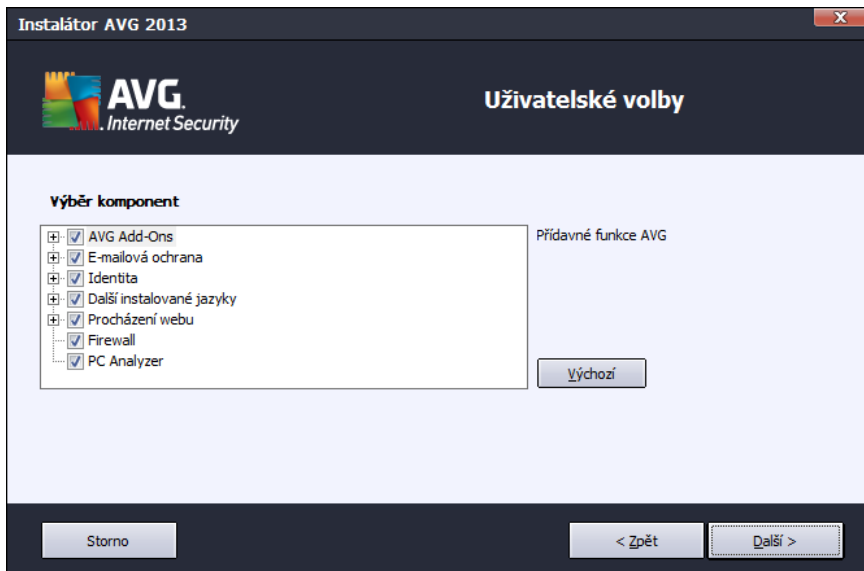 Instalátor AVG 2013
AVG.
Internet Security
Uživatelské volby
Výběr komponent
AVG Add-Ons
E-mailová ochrana
Identita
Další instalované jazyky
Procházení webu
Firewall
PC Analyzer
Přídavné funkce AVG
Výchozí
Storno
< Zpět
Další >